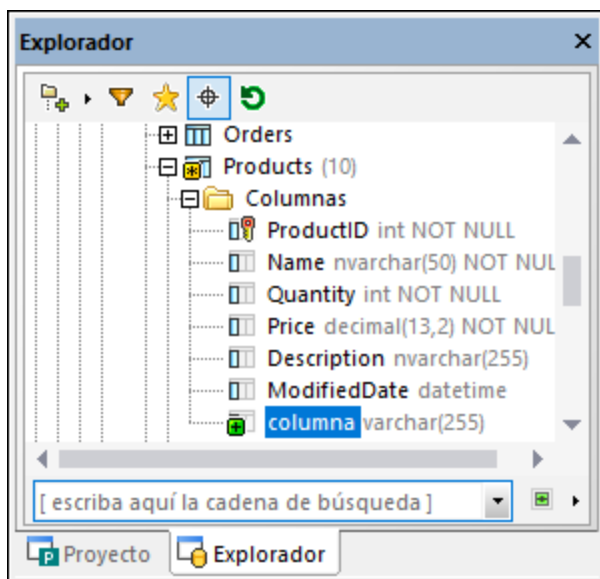 Explorador
Orders
Products (10)
Columnas
ProductID int NOT NULL
Name nvarchar(50) NOT NUL
Quantity int NOT NULL
Price decimal(13,2) NOT NUL
Description nvarchar(255)
ModifiedDate datetime
columna varchar(255)
[ escriba aquí la cadena de búsqueda ]
Proyecto Explorador